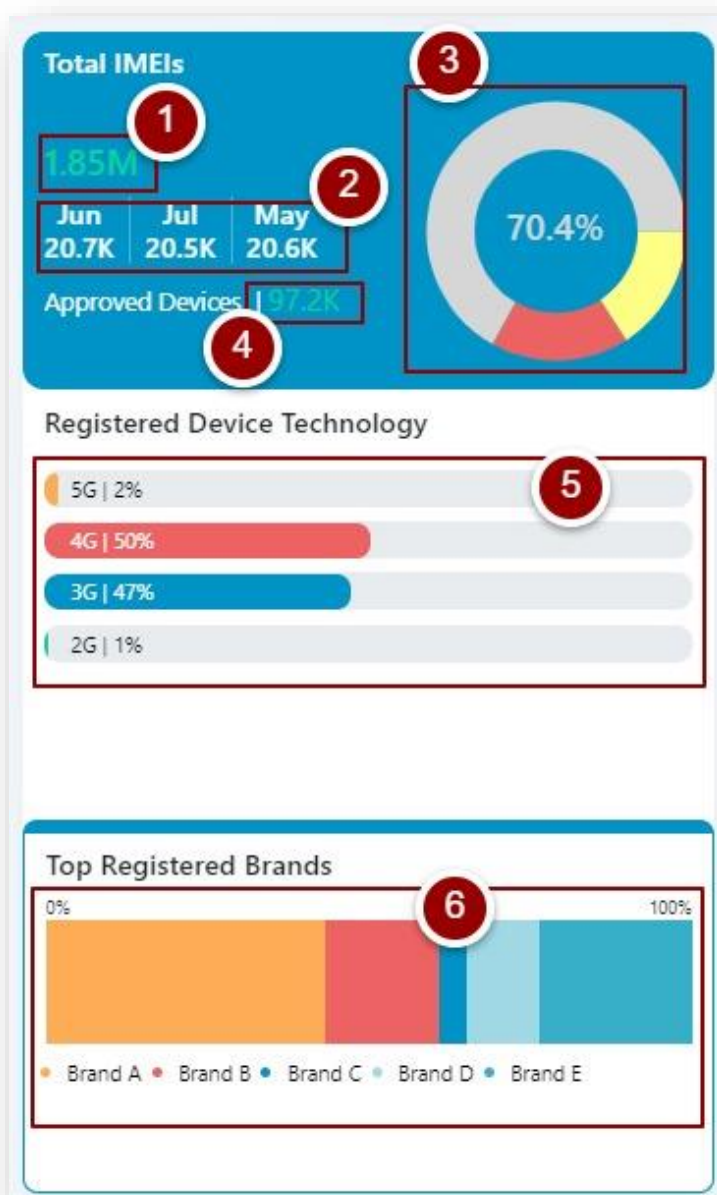 Total IMEIs
3
1
1.85M
2
Jun Jul May
20.7K 20.5K 20.6K
70.4%
Approved Devices | 97.2K
4
Registered Device Technology
5
5G | 2%
4G | 50%
3G | 47%
2G | 1%
Top Registered Brands
6
0% 100%
Brand A Brand B Brand C Brand D Brand E